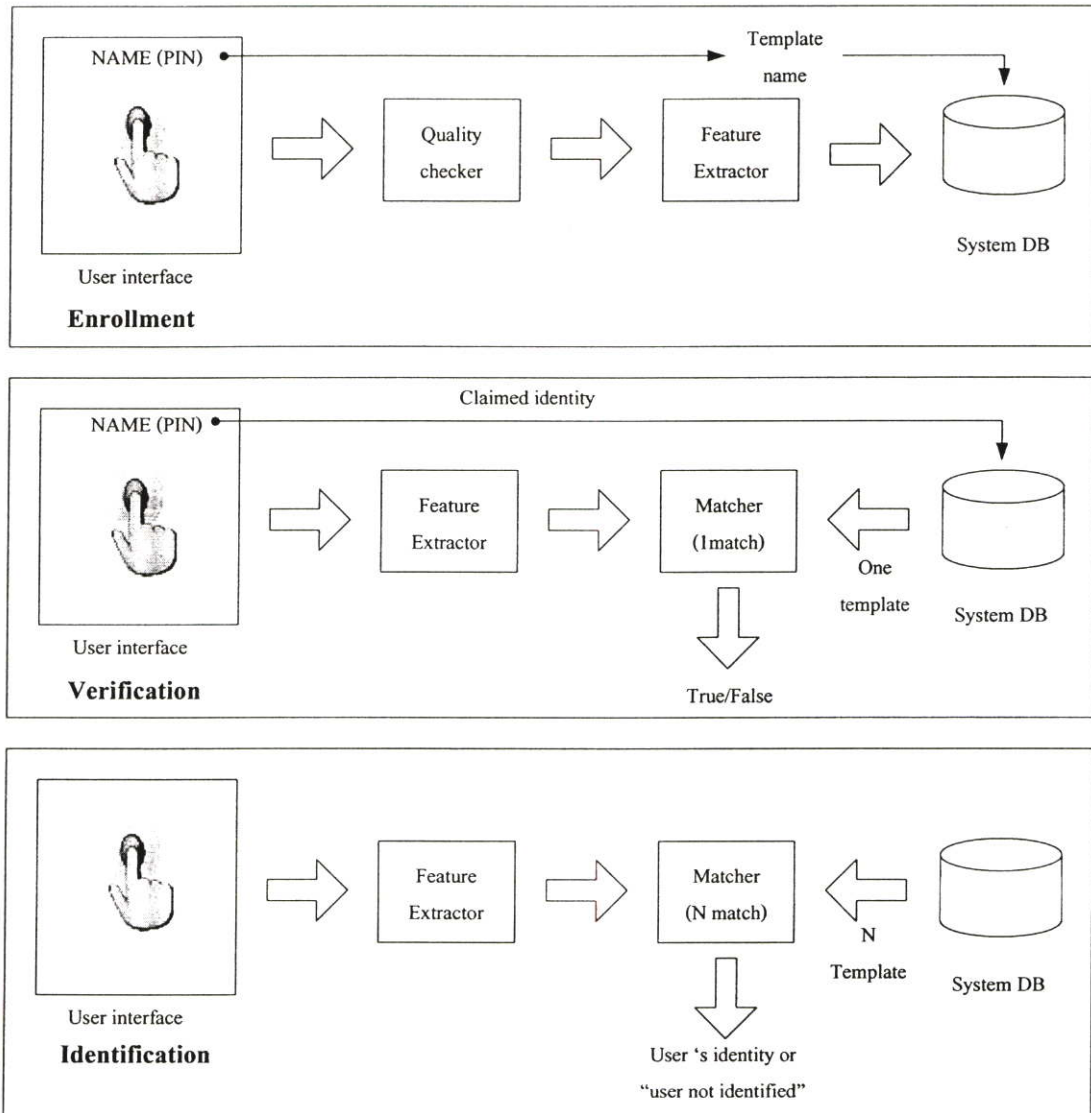 NAME (PIN)
Template
name
Quality
checker
Feature
Extractor
System DB
User interface
Enrollment
Claimed identity
NAME (PIN)
Feature
Extractor
Matcher
(1match)
One
template
System DB
User interface
Verification
True/False
Feature
Extractor
Matcher
(N match)
N
Template
System DB
User interface
Identification
User ‘s identity or
“user not identified”